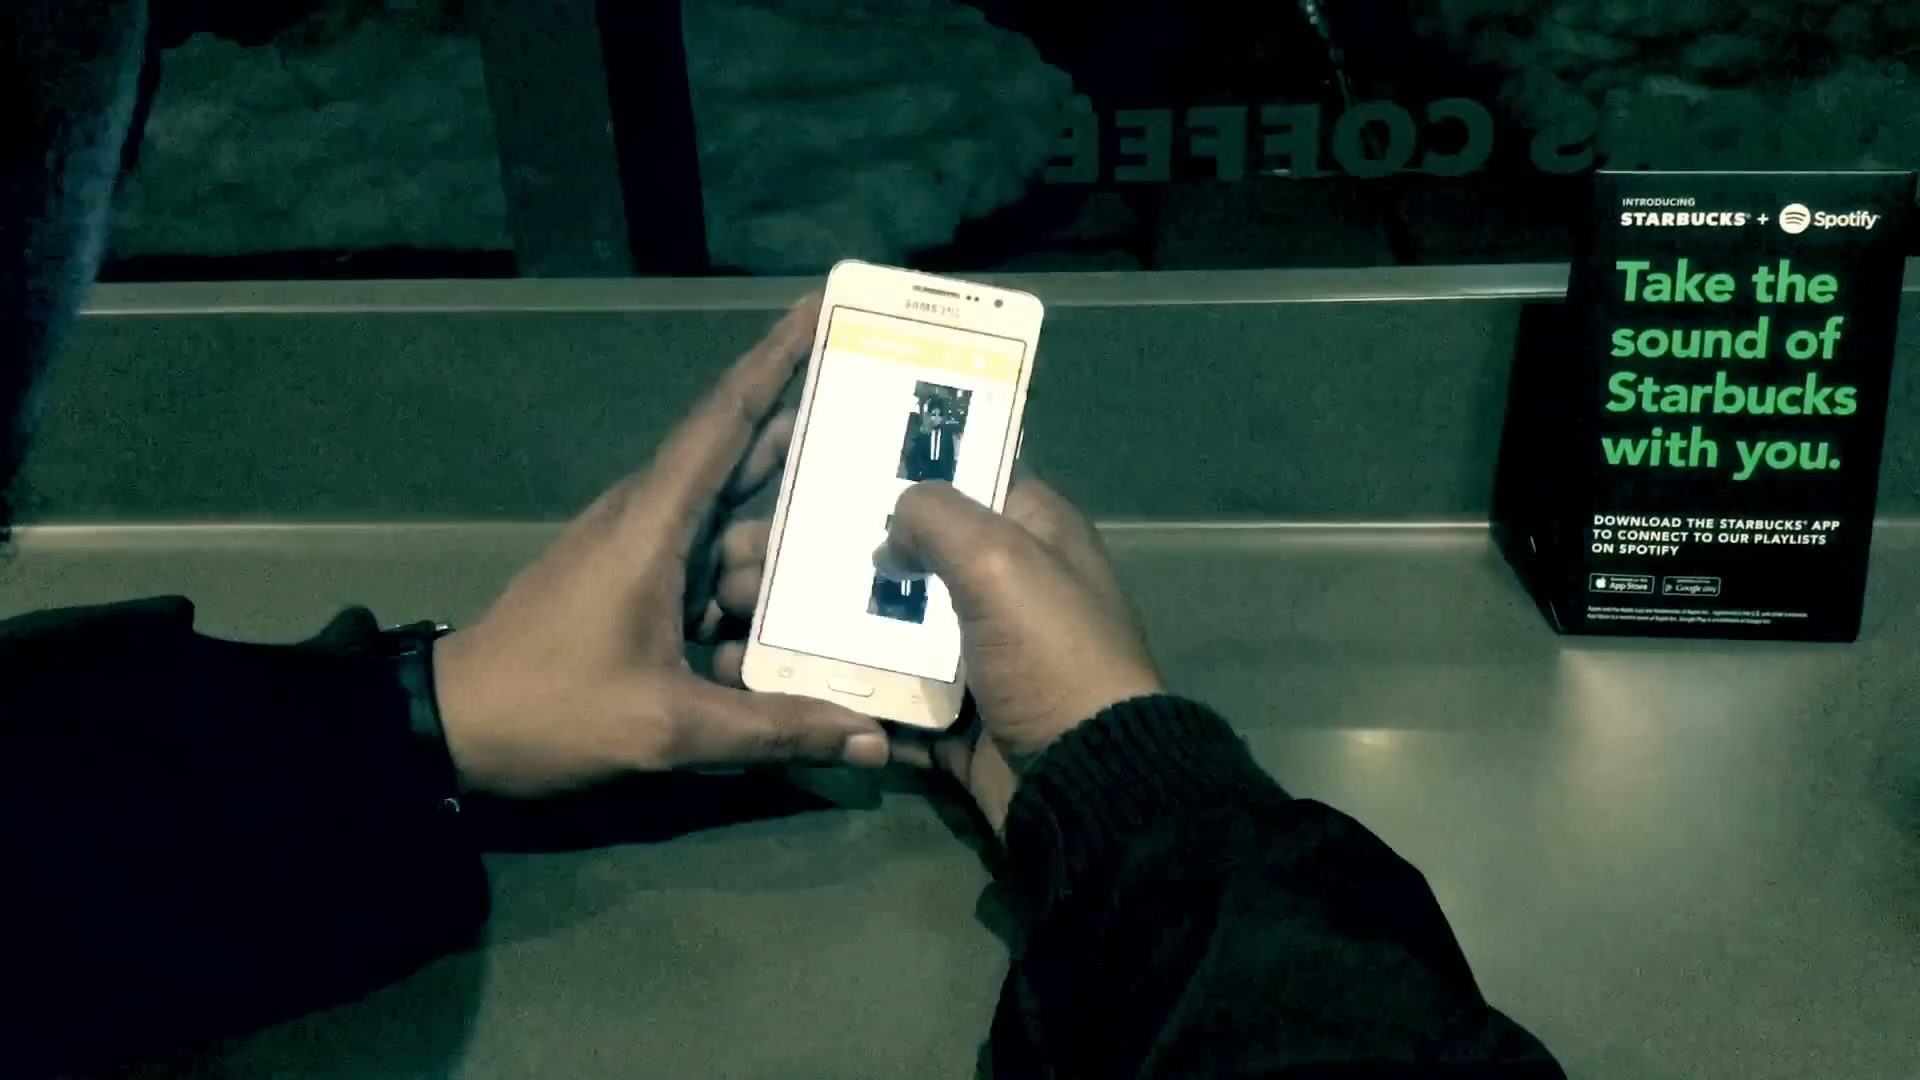 S COFFEE
SAMSUNG
INTRODUCING
STARBUCKS® + Spotify®
Take the
sound of
Starbucks
with you.
DOWNLOAD THE STARBUCKS® APP
TO CONNECT TO OUR PLAYLISTS
ON SPOTIFY
App Store
Google play